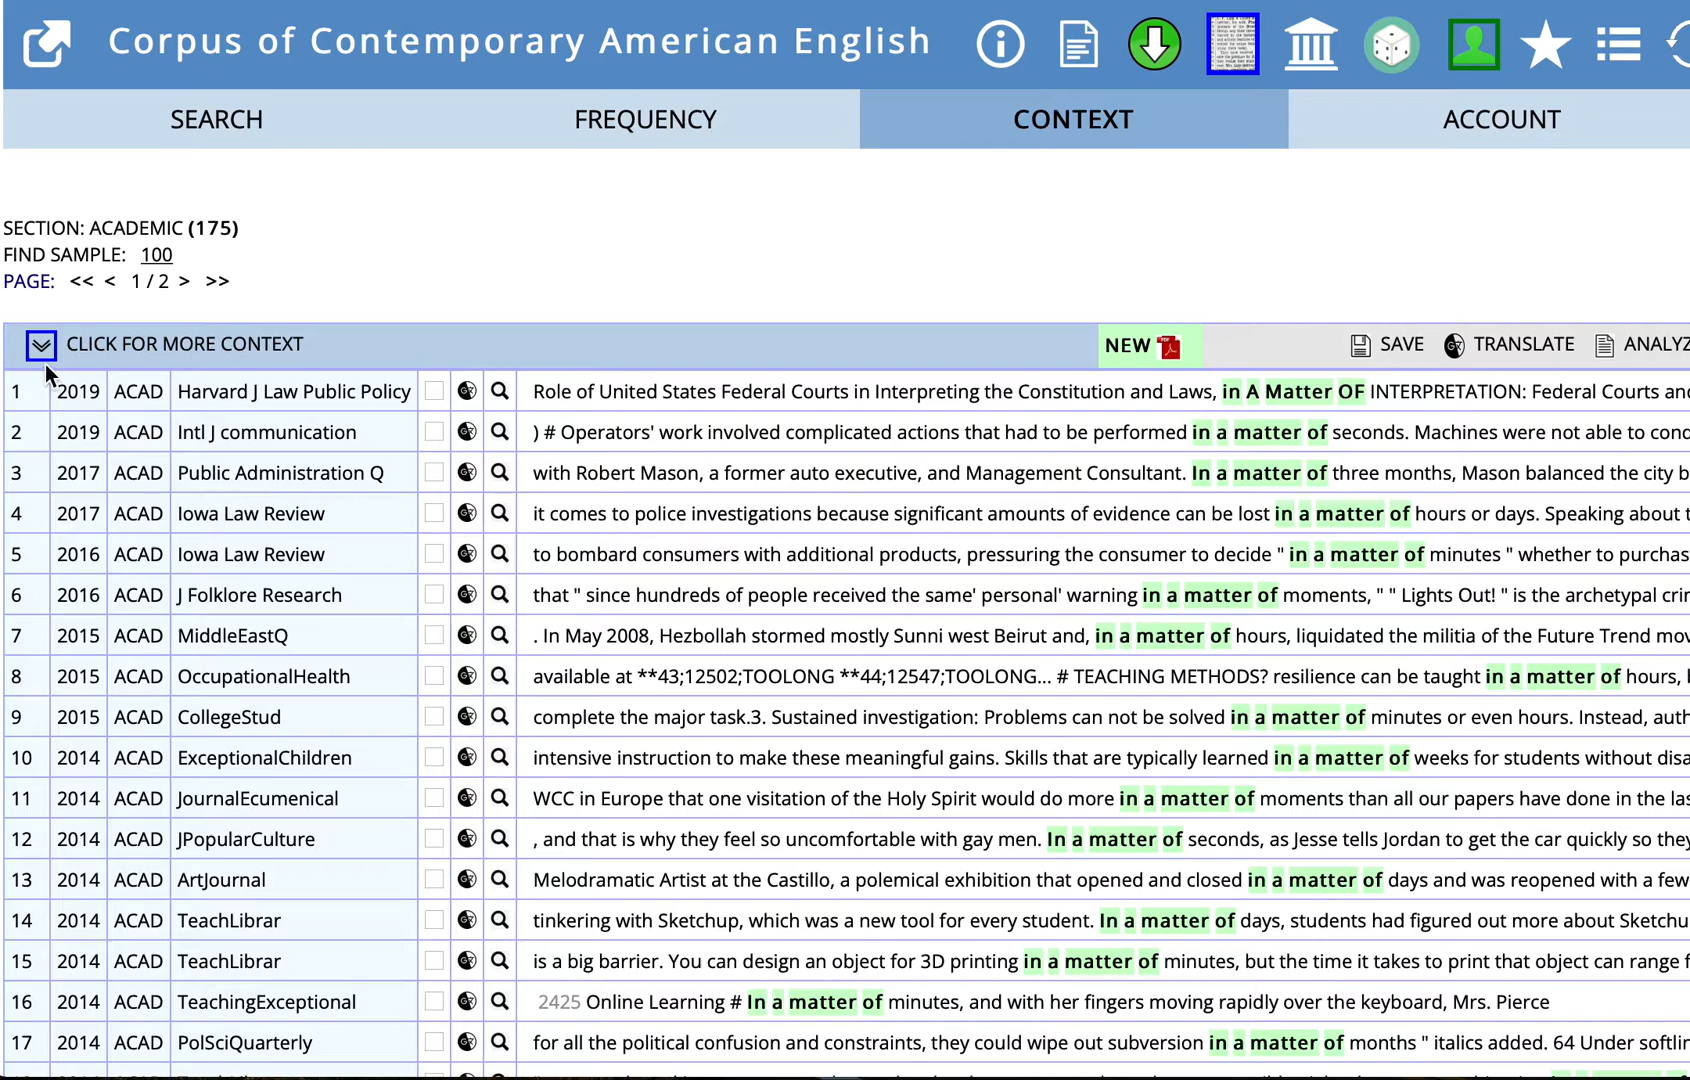 Corpus of Contemporary American English
SEARCH FREQUENCY CONTEXT ACCOUNT
SECTION: ACADEMIC (175)
FIND SAMPLE: 100
PAGE: << < 1 / 2 > >>
CLICK FOR MORE CONTEXT NEW SAVE TRANSLATE ANALYZ
1 2019 ACAD Harvard J Law Public Policy Role of United States Federal Courts in Interpreting the Constitution and Laws, in A Matter OF INTERPRETATION: Federal Courts and
2 2019 ACAD Intl J communication ) # Operators' work involved complicated actions that had to be performed in a matter of seconds. Machines were not able to cond
3 2017 ACAD Public Administration Q with Robert Mason, a former auto executive, and Management Consultant. In a matter of three months, Mason balanced the city b
4 2017 ACAD Iowa Law Review it comes to police investigations because significant amounts of evidence can be lost in a matter of hours or days. Speaking about t
5 2016 ACAD Iowa Law Review to bombard consumers with additional products, pressuring the consumer to decide " in a matter of minutes " whether to purchas
6 2016 ACAD J Folklore Research that " since hundreds of people received the same' personal' warning in a matter of moments, " " Lights Out! " is the archetypal crim
7 2015 ACAD MiddleEastQ . In May 2008, Hezbollah stormed mostly Sunni west Beirut and, in a matter of hours, liquidated the militia of the Future Trend mov
8 2015 ACAD OccupationalHealth available at **43;12502;TOOLONG **44;12547;TOOLONG... # TEACHING METHODS? resilience can be taught in a matter of hours, b
9 2015 ACAD CollegeStud complete the major task.3. Sustained investigation: Problems can not be solved in a matter of minutes or even hours. Instead, auth
10 2014 ACAD ExceptionalChildren intensive instruction to make these meaningful gains. Skills that are typically learned in a matter of weeks for students without disa
11 2014 ACAD JournalEcumenical WCC in Europe that one visitation of the Holy Spirit would do more in a matter of moments than all our papers have done in the las
12 2014 ACAD JPopularCulture , and that is why they feel so uncomfortable with gay men. In a matter of seconds, as Jesse tells Jordan to get the car quickly so they
13 2014 ACAD ArtJournal Melodramatic Artist at the Castillo, a polemical exhibition that opened and closed in a matter of days and was reopened with a few
14 2014 ACAD TeachLibrar tinkering with Sketchup, which was a new tool for every student. In a matter of days, students had figured out more about Sketchu
15 2014 ACAD TeachLibrar is a big barrier. You can design an object for 3D printing in a matter of minutes, but the time it takes to print that object can range f
16 2014 ACAD TeachingExceptional 2425 Online Learning # In a matter of minutes, and with her fingers moving rapidly over the keyboard, Mrs. Pierce
17 2014 ACAD PolSciQuarterly for all the political confusion and constraints, they could wipe out subversion in a matter of months " italics added. 64 Under softlin